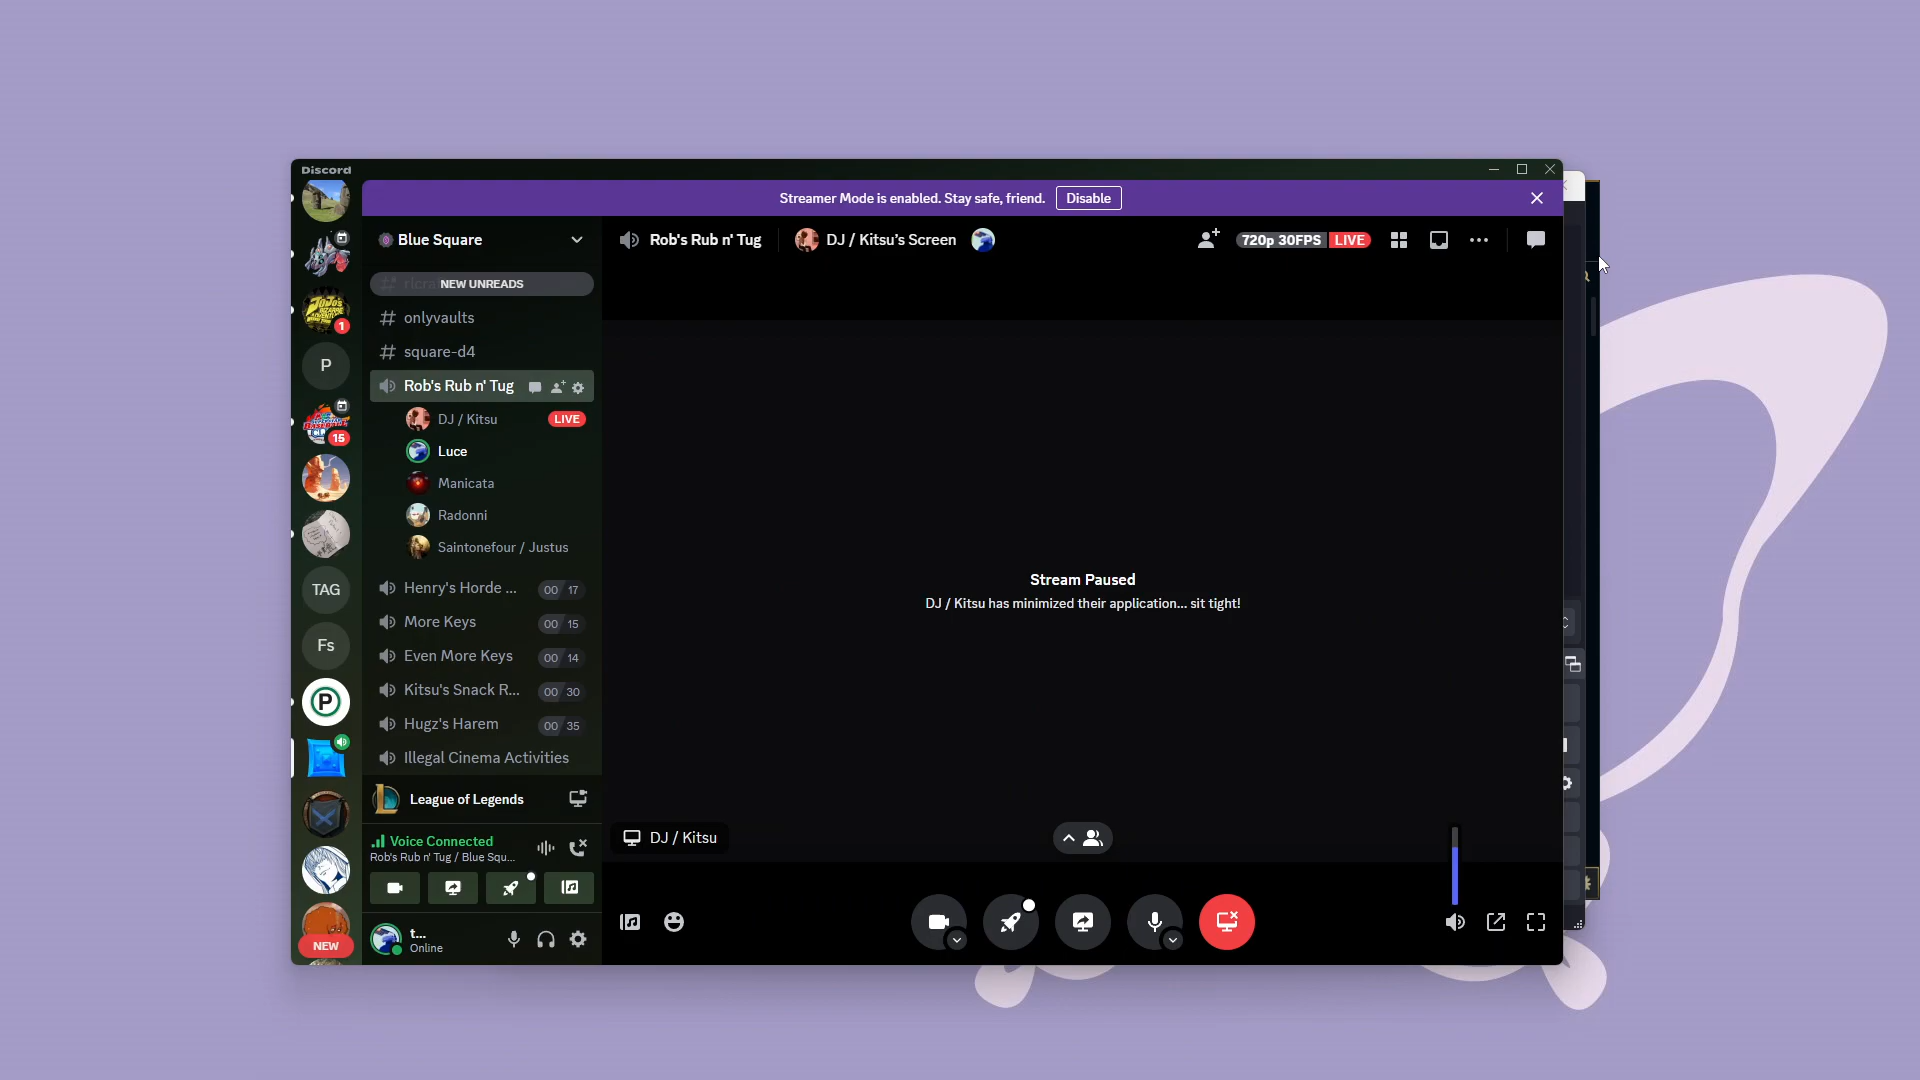 Discord
Streamer Mode is enabled. Stay safe, friend.
Disable
Blue Square
Rob's Rub n' Tug
DJ / Kitsu's Screen
720p 30FPS
LIVE
NEW UNREADS
onlyvaults
square-d4
Rob's Rub n' Tug
DJ / Kitsu
LIVE
Luce
Manicata
Radonni
Saintonefour / Justus
Henry's Horde ...
00 17
More Keys
00 15
Even More Keys
00 14
Kitsu's Snack R...
00 30
Hugz's Harem
00 35
Illegal Cinema Activities
1
P
15
TAG
Fs
P
NEW
League of Legends
Voice Connected
Rob's Rub n' Tug / Blue Squ...
t...
Online
Stream Paused
DJ / Kitsu has minimized their application... sit tight!
DJ / Kitsu